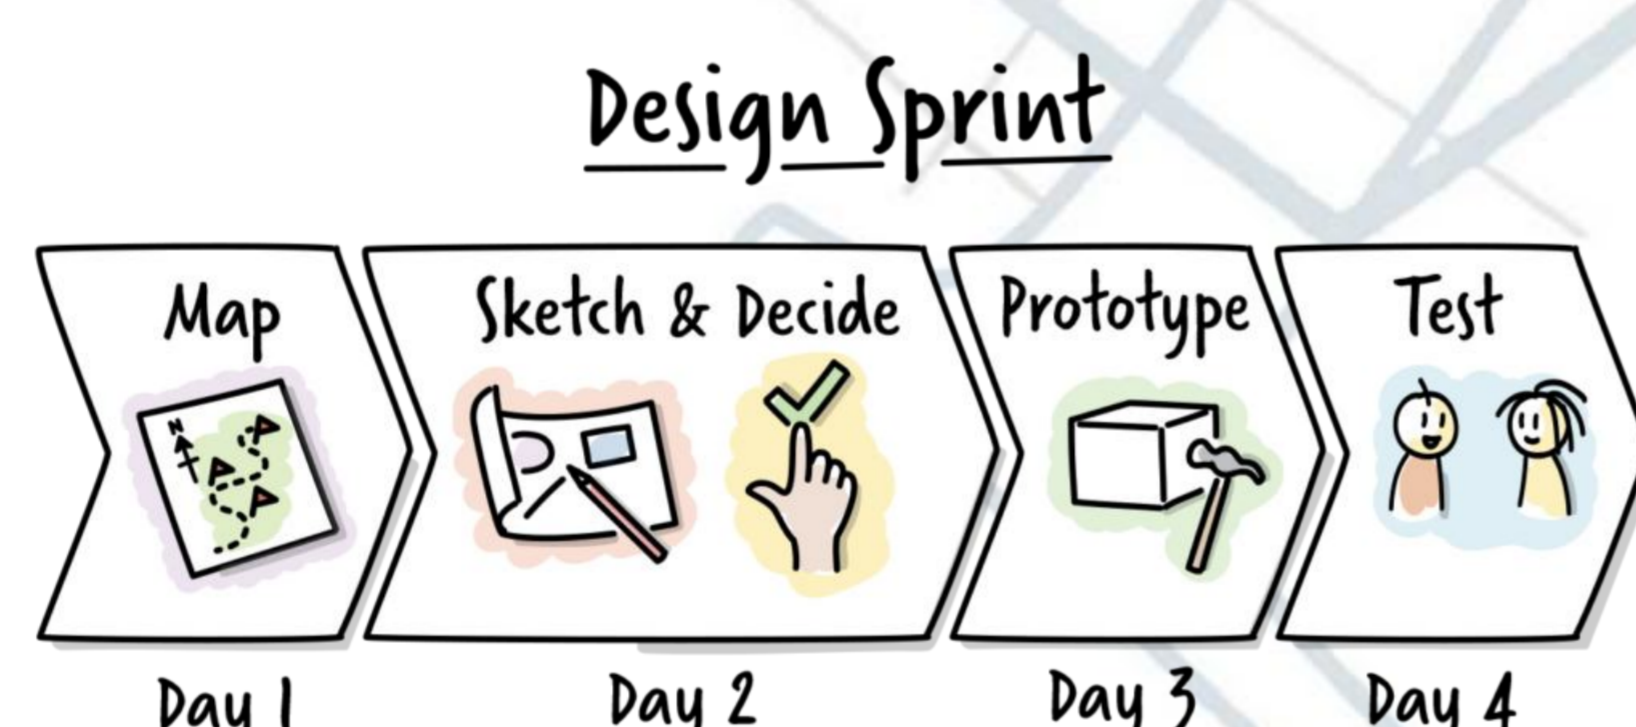 Design Sprint
Map
Sketch & Decide
Prototype
Test
N
Day 1
Day 2
Day 3
Day 4